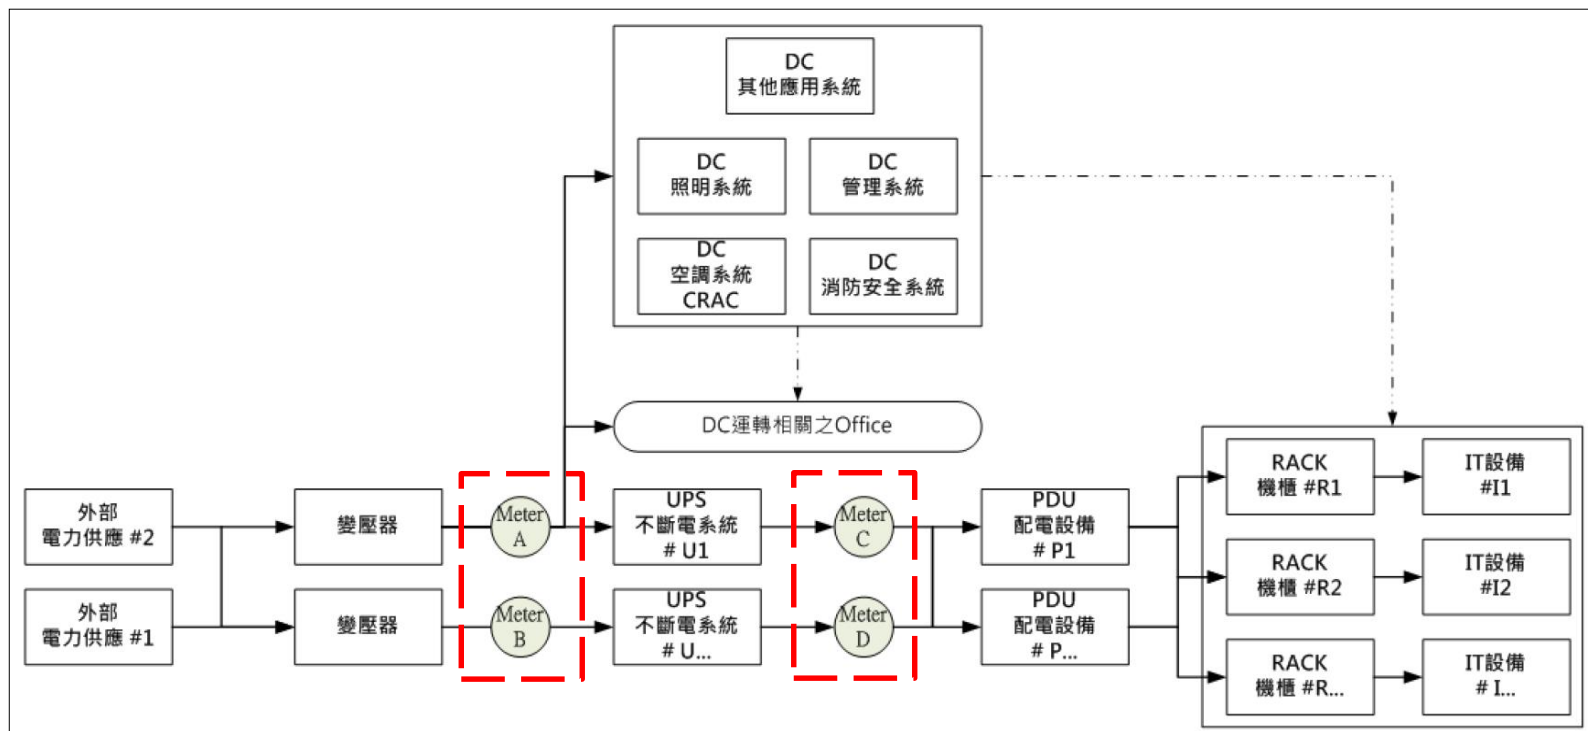 DC
其他應用系統
DC
照明系統
DC
管理系統
DC
空調系統
CRAC
DC
消防安全系統
DC運轉相關之Office
外部
電力供應 #2
變壓器
Meter
A
UPS
不斷電系統
# U1
Meter
C
PDU
配電設備
# P1
外部
電力供應 #1
變壓器
Meter
B
UPS
不斷電系統
# U...
Meter
D
PDU
配電設備
# P...
RACK
機櫃 #R1
IT設備
#I1
RACK
機櫃 #R2
IT設備
#I2
RACK
機櫃 #R...
IT設備
# I...